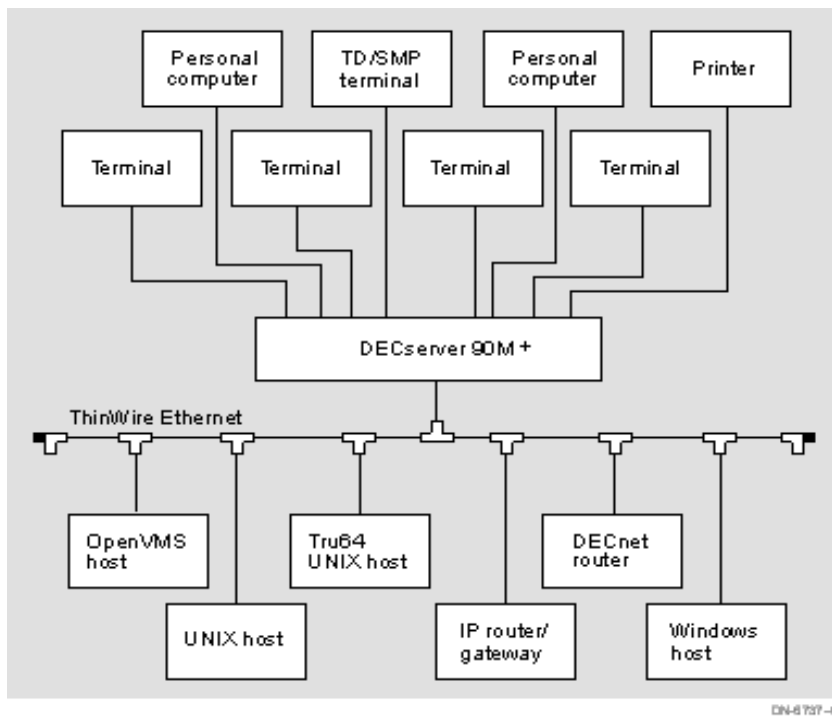 Personal
computer
TD/SMP
terminal
Personal
computer
Printer
Terminal
Terminal
Terminal
Terminal
DECserver 90M +
ThinWire Ethernet
OpenVMS
host
Tru64
UNIX host
DECnet
router
UNIX host
IP router/
gateway
Windows
host